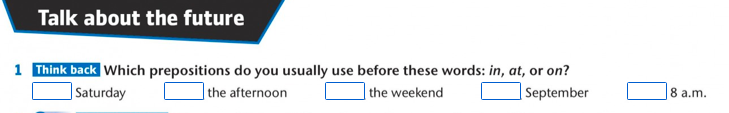 Talk about the future
1 Think back Which prepositions do you usually use before these words: in, at, or on?
Saturday the afternoon the weekend September 8 a.m.